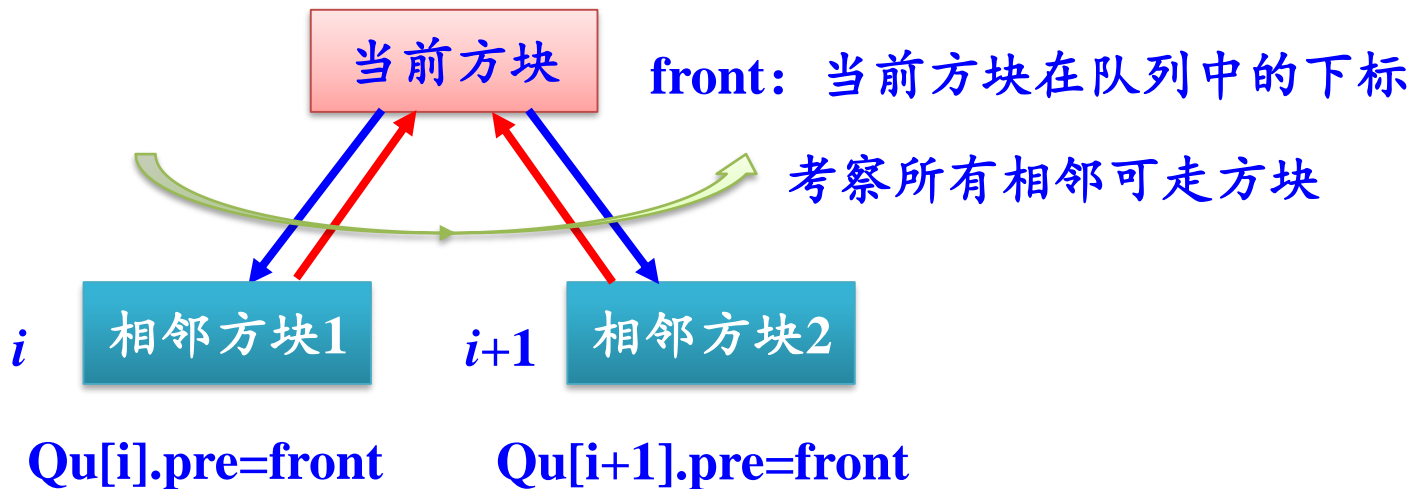 当前方块
front：当前方块在队列中的下标
考察所有相邻可走方块
i
相邻方块1
i+1
相邻方块2
Qu[i].pre=front
Qu[i+1].pre=front